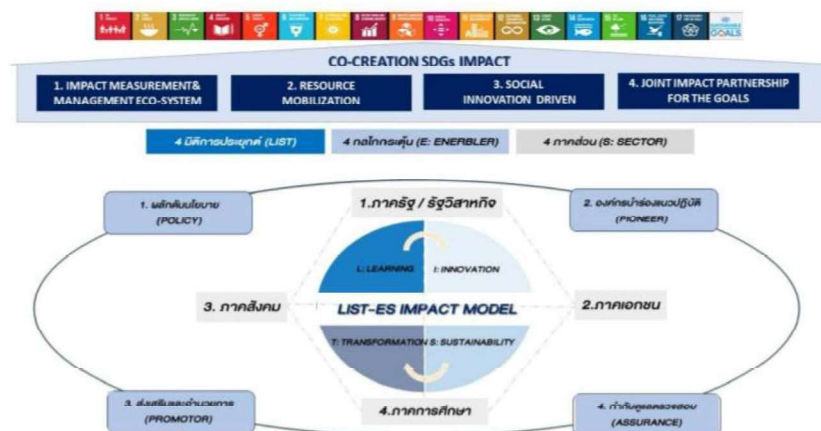 CO-CREATION SDGs IMPACT
1. IMPACT MEASUREMENT&
MANAGEMENT ECO-SYSTEM
2. RESOURCE
MOBILIZATION
3. SOCIAL
INNOVATION DRIVEN
4. JOINT IMPACT PARTNERSHIP
FOR THE GOALS
4 มิติการประยุกต์ (LIST)
4 กลไกกระตุ้น (E: ENERBLER)
4 ภาคส่วน (S: SECTOR)
1. ผลักดันนโยบาย
(POLICY)
1.ภาครัฐ / รัฐวิสาหกิจ
2. องค์กรนำร่องแนวปฏิบัติ
(PIONEER)
L: LEARNING
I: INNOVATION
3. ภาคสังคม
LIST-ES IMPACT MODEL
2.ภาคเอกชน
T: TRANSFORMATION
S: SUSTAINABILITY
3. ส่งเสริมและอำนวยการ
(PROMOTOR)
4.ภาคการศึกษา
4. กำกับดูแลตรวจสอบ
(ASSURANCE)